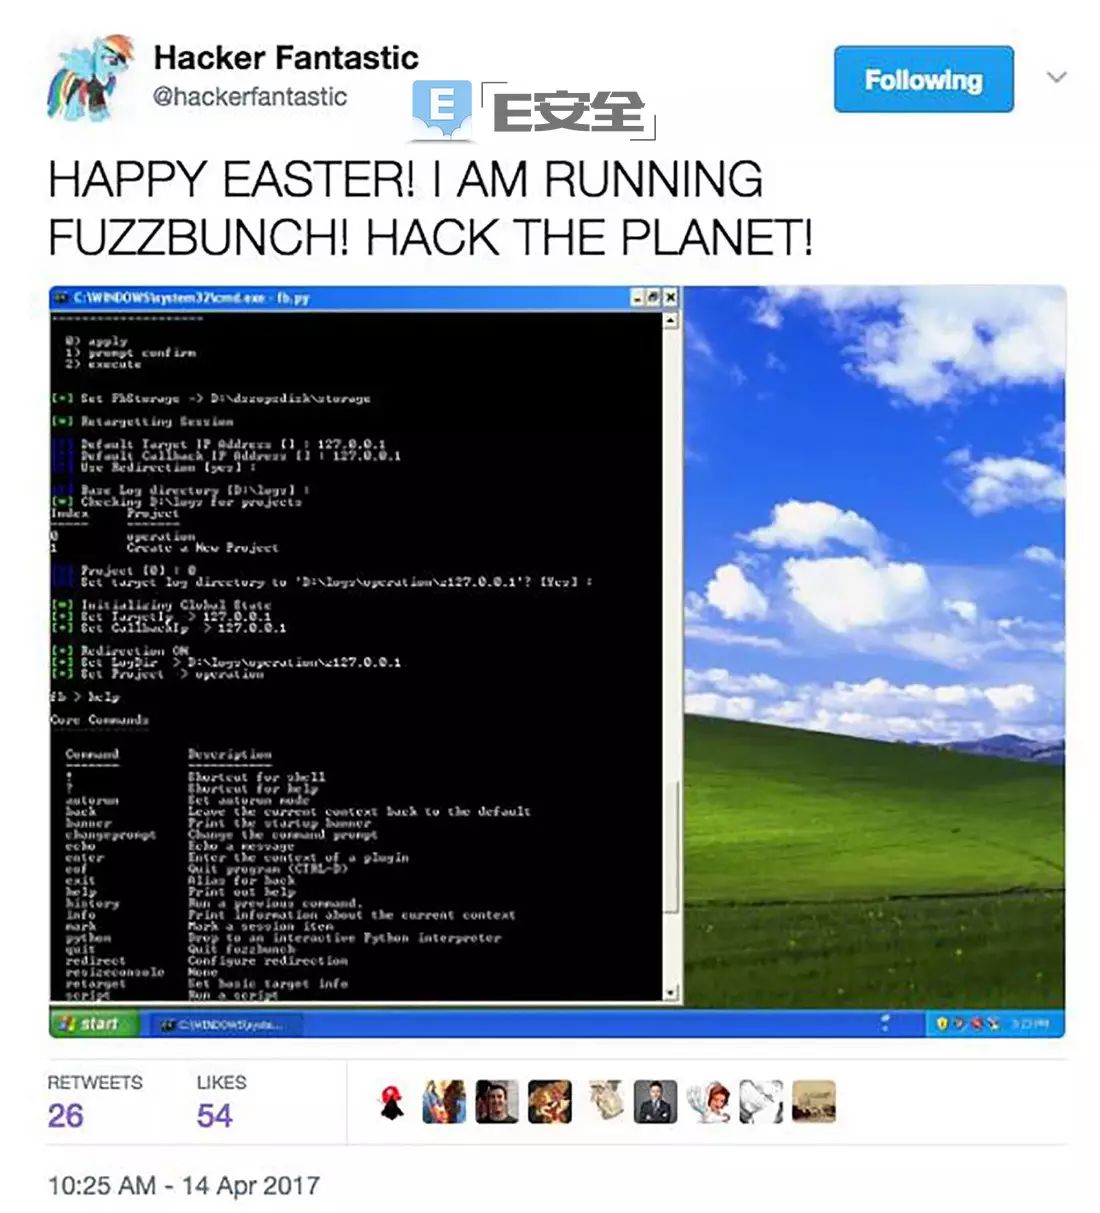 Hacker Fantastic
@hackerfantastic
E E安全
Following
HAPPY EASTER! I AM RUNNING
FUZZBUNCH! HACK THE PLANET!
C:\WINDOWS\system32\cmd.exe - fb.py
0) apply
1) prompt confirm
2) execute
[*] Set FbStorage -> D:\dszopsdisk\storage
[*] Retargetting Session
Default Target IP Address [] : 127.0.0.1
Default Callback IP Address [] : 127.0.0.1
Use Redirection [yes] :
Base Log directory [D:\logs] :
[*] Checking D:\logs for projects
Index Project
0 operation
1 Create a New Project
Project [0] : 0
Set target log directory to 'D:\logs\operation\z127.0.0.1'? [Yes] :
[*] Initializing Global State
[+] Set TargetIp -> 127.0.0.1
[+] Set CallbackIp -> 127.0.0.1
[*] Redirection ON
[+] Set LogDir -> D:\logs\operation\z127.0.0.1
[+] Set Project -> operation
fb > help
Core Commands
Command Description
! Shortcut for shell
? Shortcut for help
autorun Set autorun mode
back Leave the current context back to the default
banner Print the startup banner
changeprompt Change the command prompt
echo Echo a message
enter Enter the context of a plugin
eof Quit program (CTRL-D)
exit Alias for back
help Print out help
history Run a previous command.
info Print information about the current context
mark Mark a session item
python Drop to an interactive Python interpreter
quit Quit fuzzbunch
redirect Configure redirection
resizeconsole None
retarget Set basic target info
script Run a script
start
C:\WINDOWS\syste...
RETWEETS LIKES
26 54
10:25 AM - 14 Apr 2017